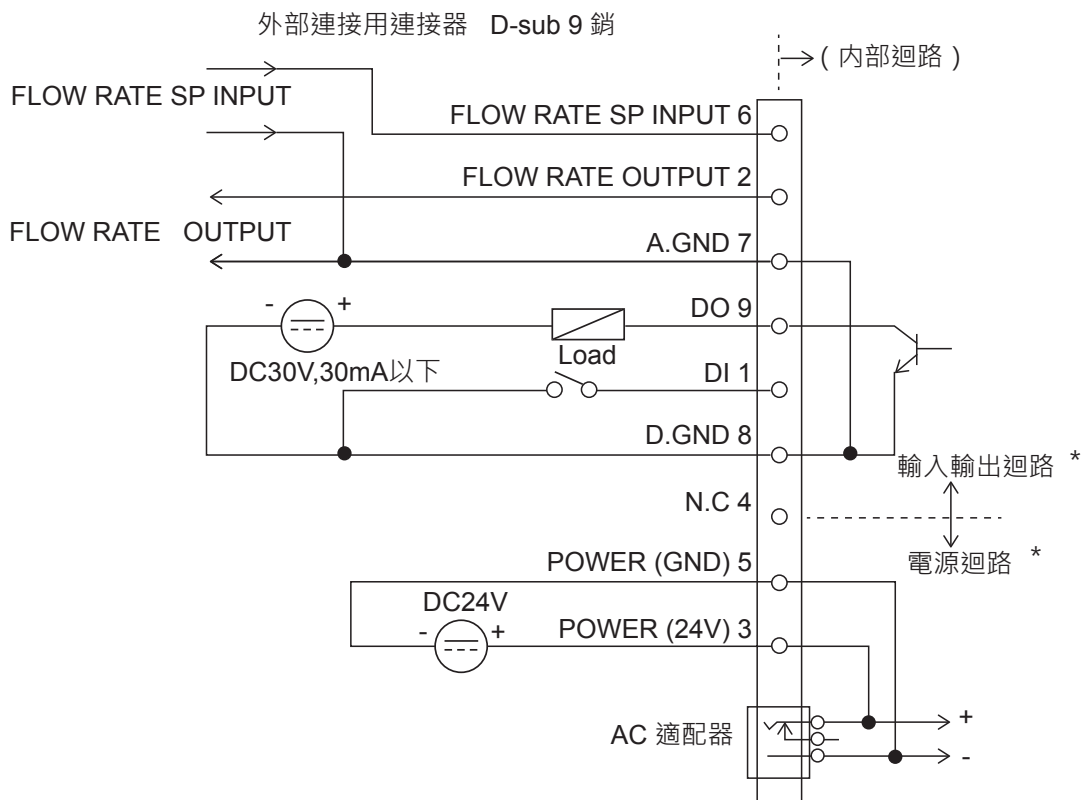 外部連接用連接器 D-sub 9 銷
( 内部迴路 )
FLOW RATE SP INPUT
FLOW RATE SP INPUT 6
FLOW RATE OUTPUT 2
FLOW RATE OUTPUT
A.GND 7
- +
DO 9
DC30V,30mA以下
Load
DI 1
D.GND 8
輸入輸出迴路 *
N.C 4
電源迴路 *
POWER (GND) 5
DC24V
- +
POWER (24V) 3
AC 適配器
+
-